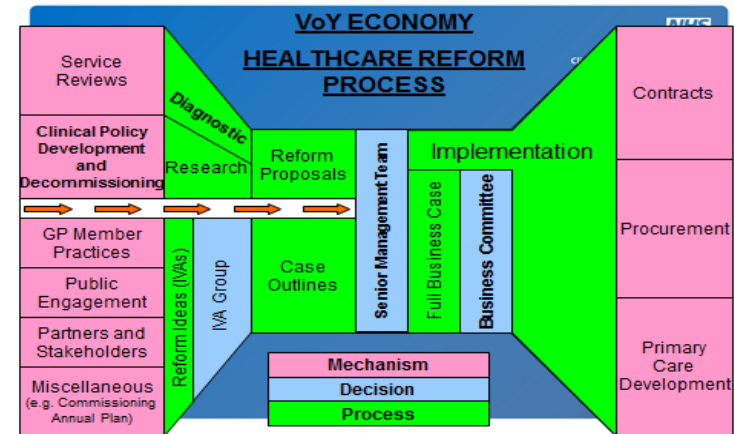 VoY ECONOMY
HEALTHCARE REFORM
PROCESS
NHS
Service
Reviews
Clinical Policy
Development
and
Decommissioning
GP Member
Practices
Public
Engagement
Partners and
Stakeholders
Miscellaneous
(e.g. Commissioning
Annual Plan)
Diagnostic
Research
Reform Ideas (IVAs)
IVA Group
Reform
Proposals
Case
Outlines
Senior Management Team
Implementation
Full Business Case
Business Committee
Contracts
Procurement
Primary
Care
Development
Mechanism
Decision
Process